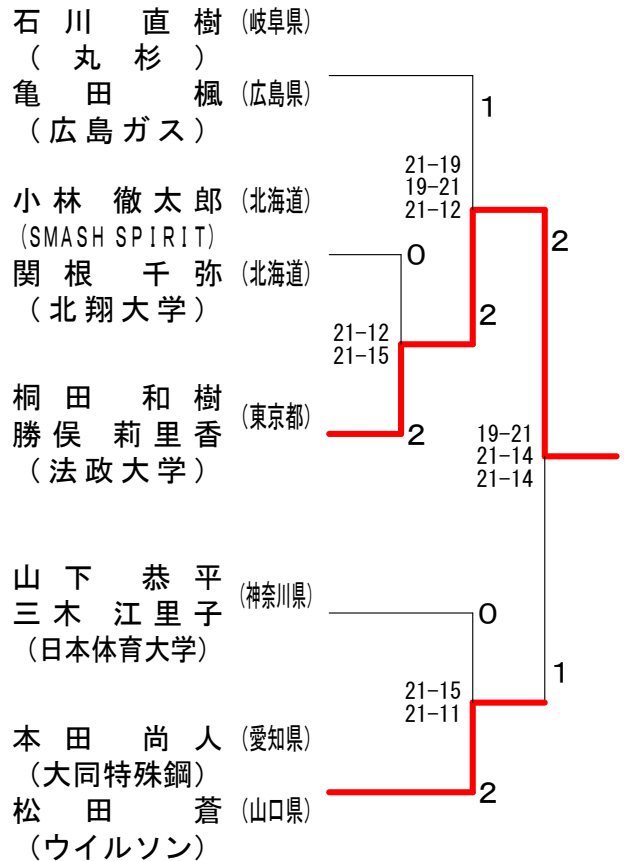 石川 直樹 (岐阜県)
(丸杉)
亀田 楓 (広島県)
(広島ガス)
1
21-19
19-21
21-12
小林 徹太郎 (北海道)
(SMASH SPIRIT)
関根 千弥 (北海道)
(北翔大学)
0
2
21-12
21-15
2
桐田 和樹
勝俣 莉里香
(東京都)
(法政大学)
2
19-21
21-14
21-14
山下 恭平
三木 江里子
(神奈川県)
(日本体育大学)
0
1
21-15
21-11
本田 尚人 (愛知県)
(大同特殊鋼)
松田 蒼 (山口県)
(ウイルソン)
2